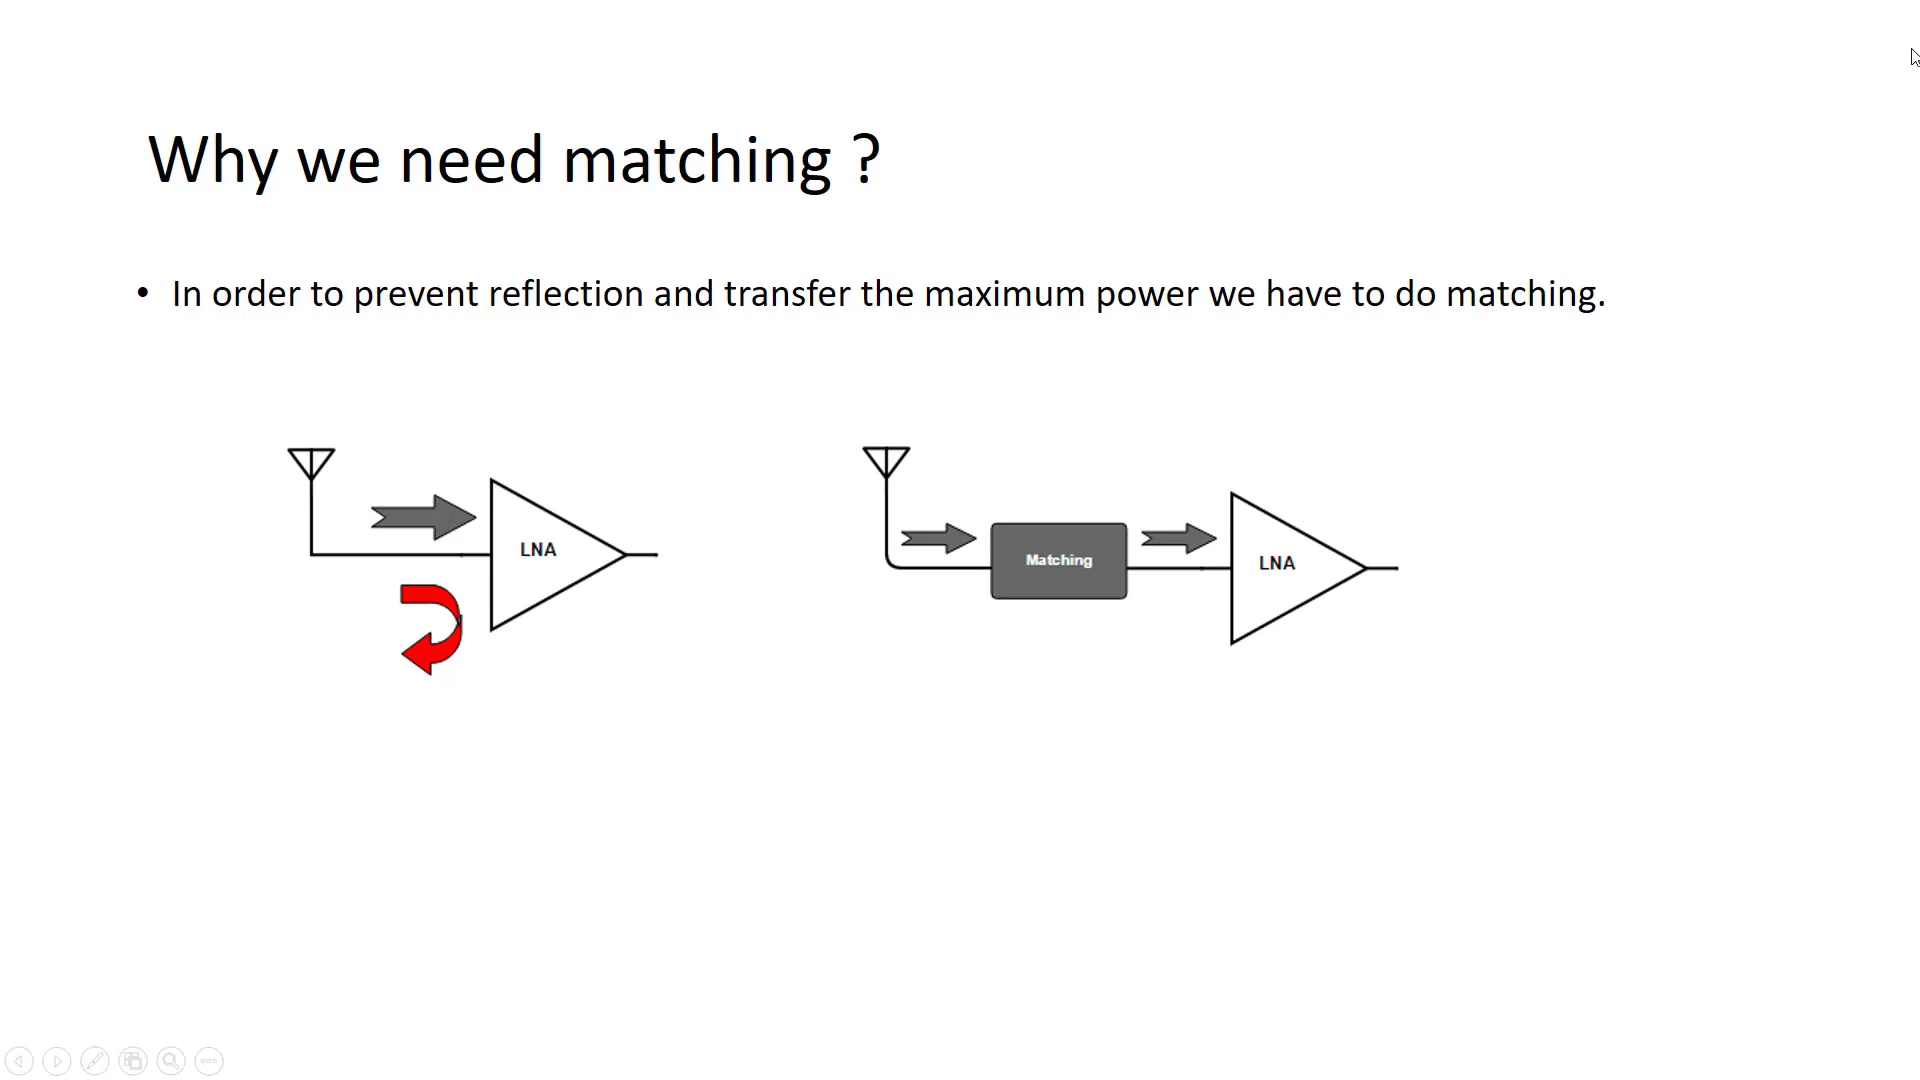 Why we need matching ?
• In order to prevent reflection and transfer the maximum power we have to do matching.
LNA
Matching
LNA